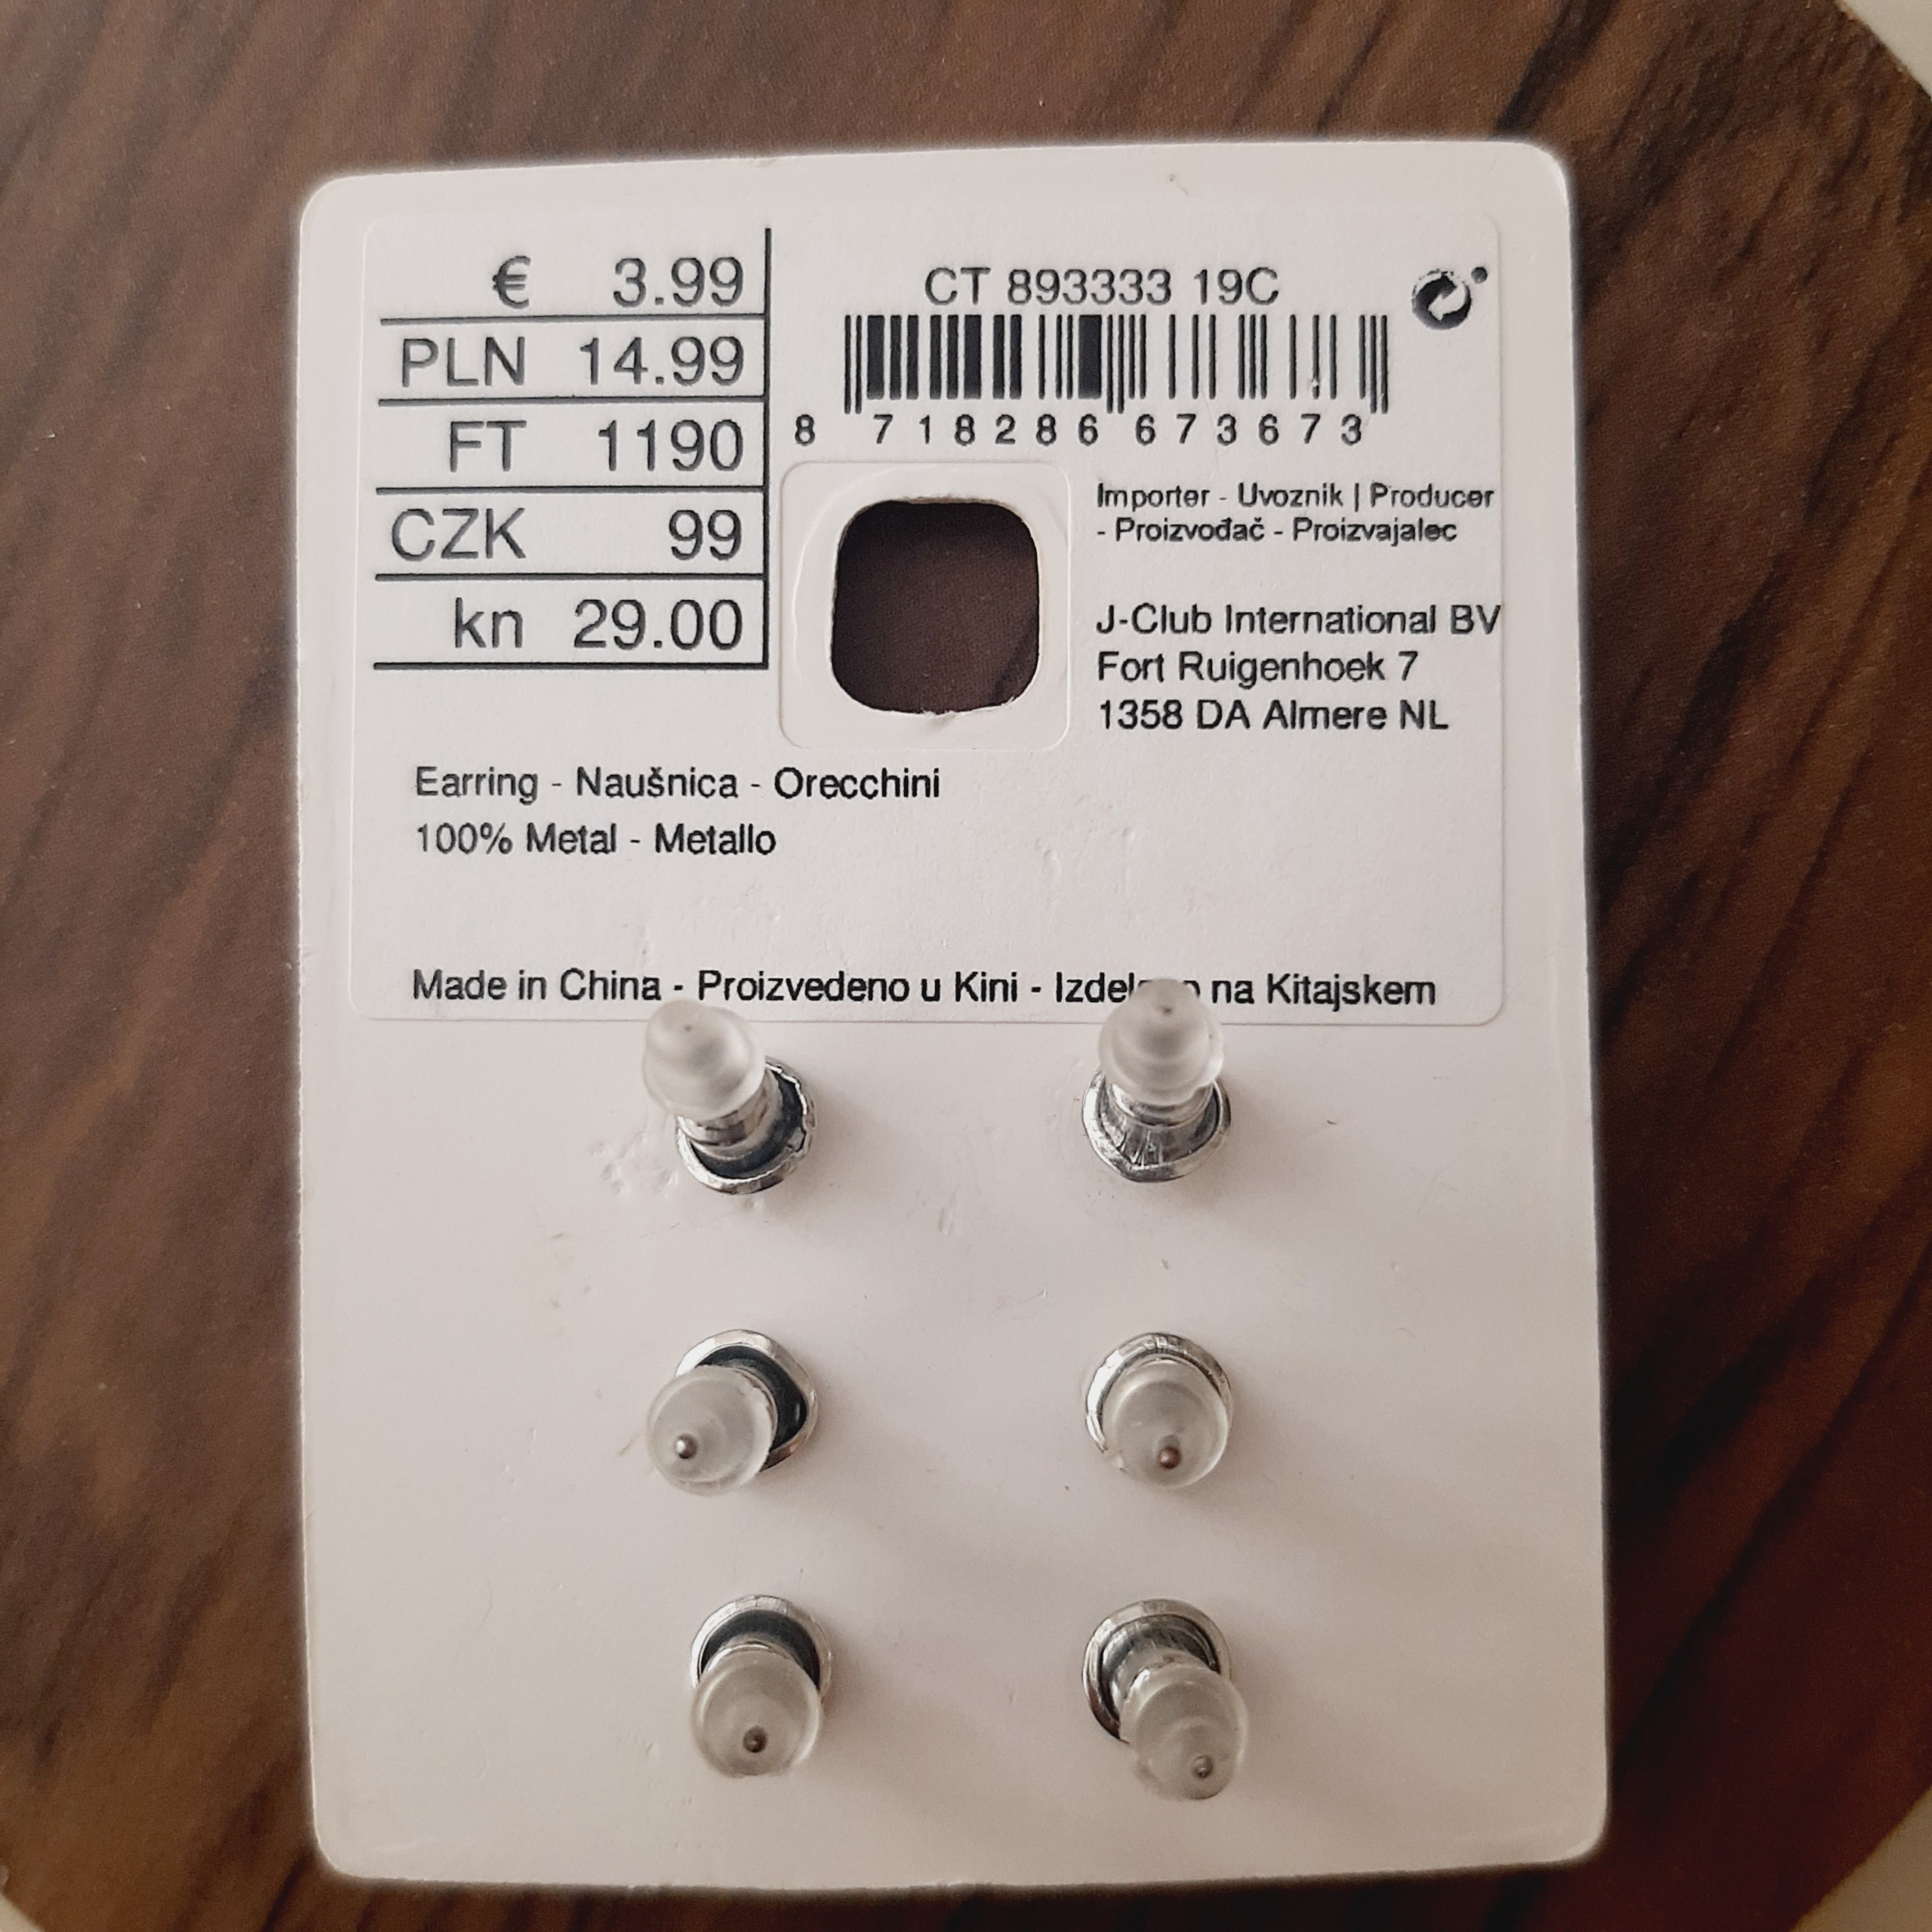 € 3.99
PLN 14.99
FT 1190
CZK 99
kn 29.00
CT 893333 19C
8 718286 673673
Importer - Uvoznik | Producer
- Proizvođač - Proizvajalec
J-Club International BV
Fort Ruigenhoek 7
1358 DA Almere NL
Earring - Naušnica - Orecchini
100% Metal - Metallo
Made in China - Proizvedeno u Kini - na Kitajskem